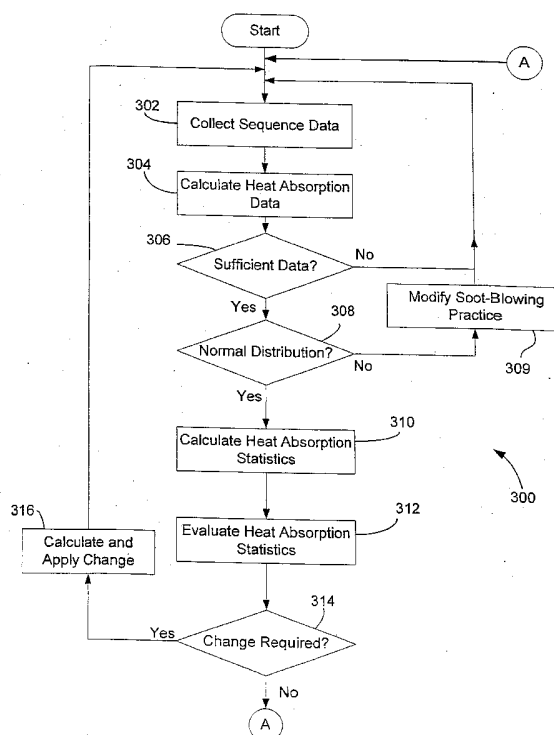 Start
A
302
Collect Sequence Data
304
Calculate Heat Absorption
Data
306
Sufficient Data?
No
Yes
Modify Soot-Blowing
Practice
309
308
Normal Distribution?
No
Yes
Calculate Heat Absorption
Statistics
310
300
316
Calculate and
Apply Change
Evaluate Heat Absorption
Statistics
312
314
Yes
Change Required?
No
A